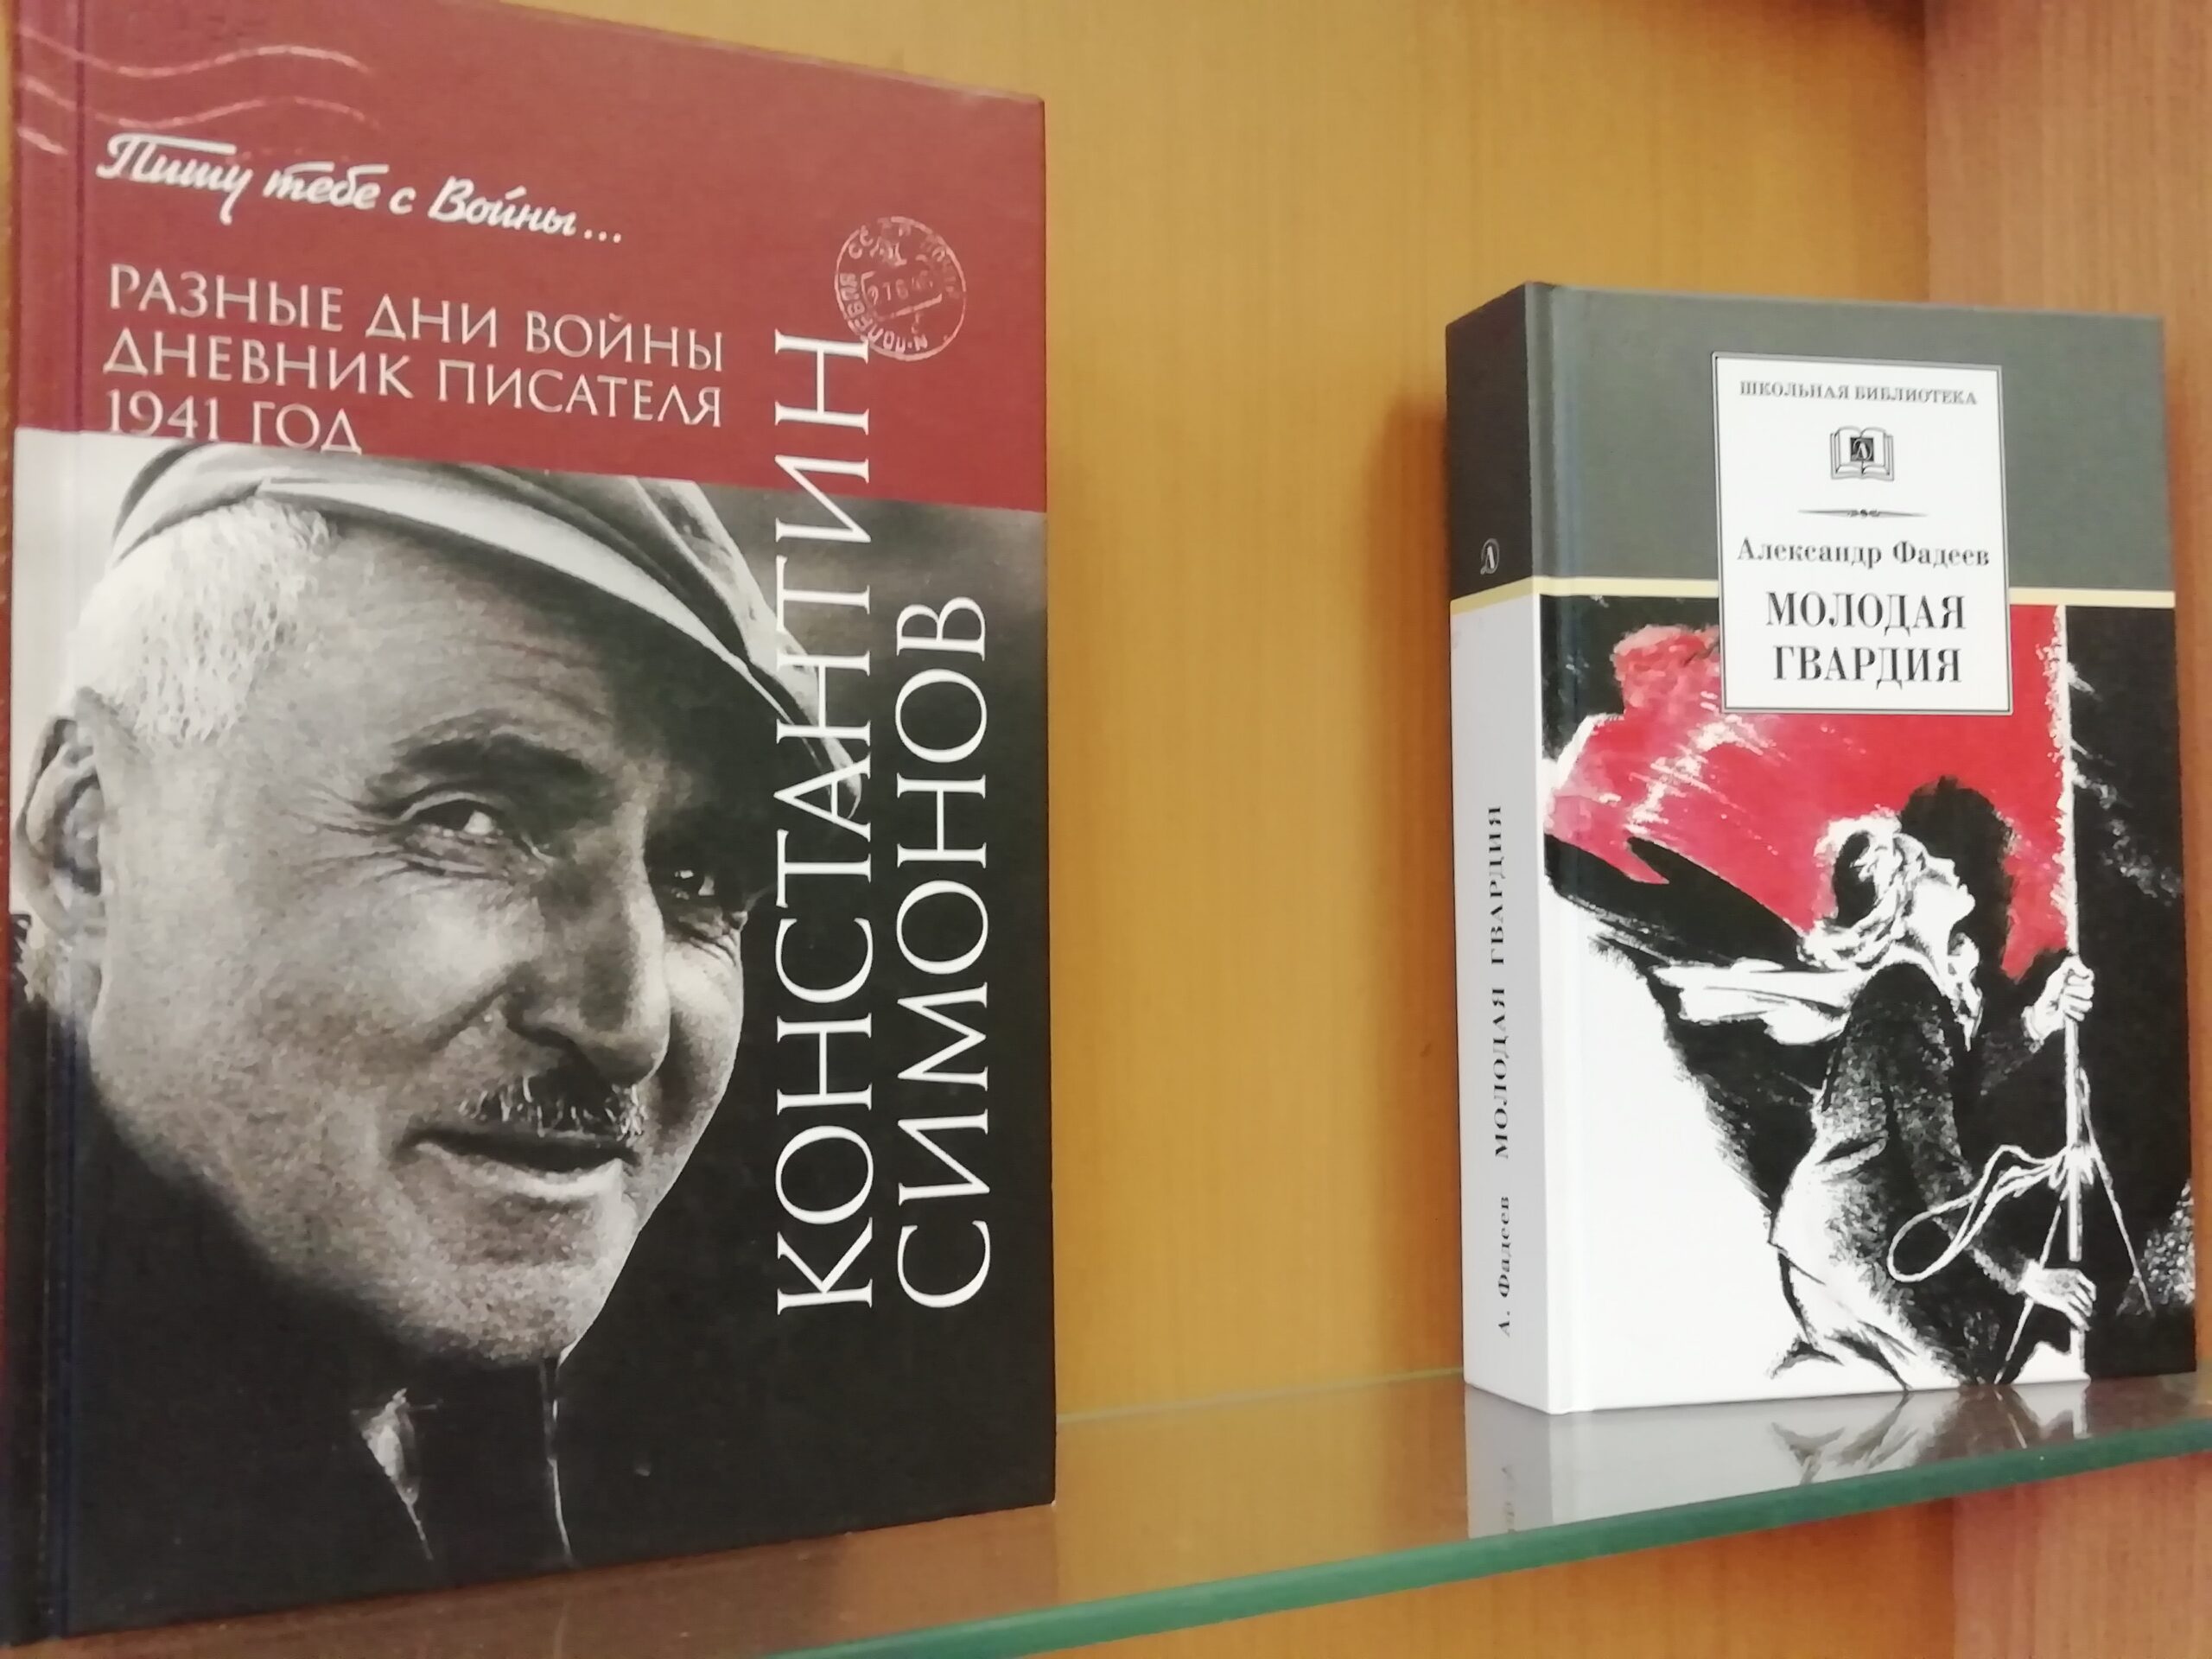 Пишу тебе с Войны...
РАЗНЫЕ ДНИ ВОЙНЫ
ДНЕВНИК ПИСАТЕЛЯ
1941 ГОД
КОНСТАНТИН
СИМОНОВ
ШКОЛЬНАЯ БИБЛИОТЕКА
Александр Фадеев
МОЛОДАЯ
ГВАРДИЯ
А. Фадеев МОЛОДАЯ ГВАРДИЯ